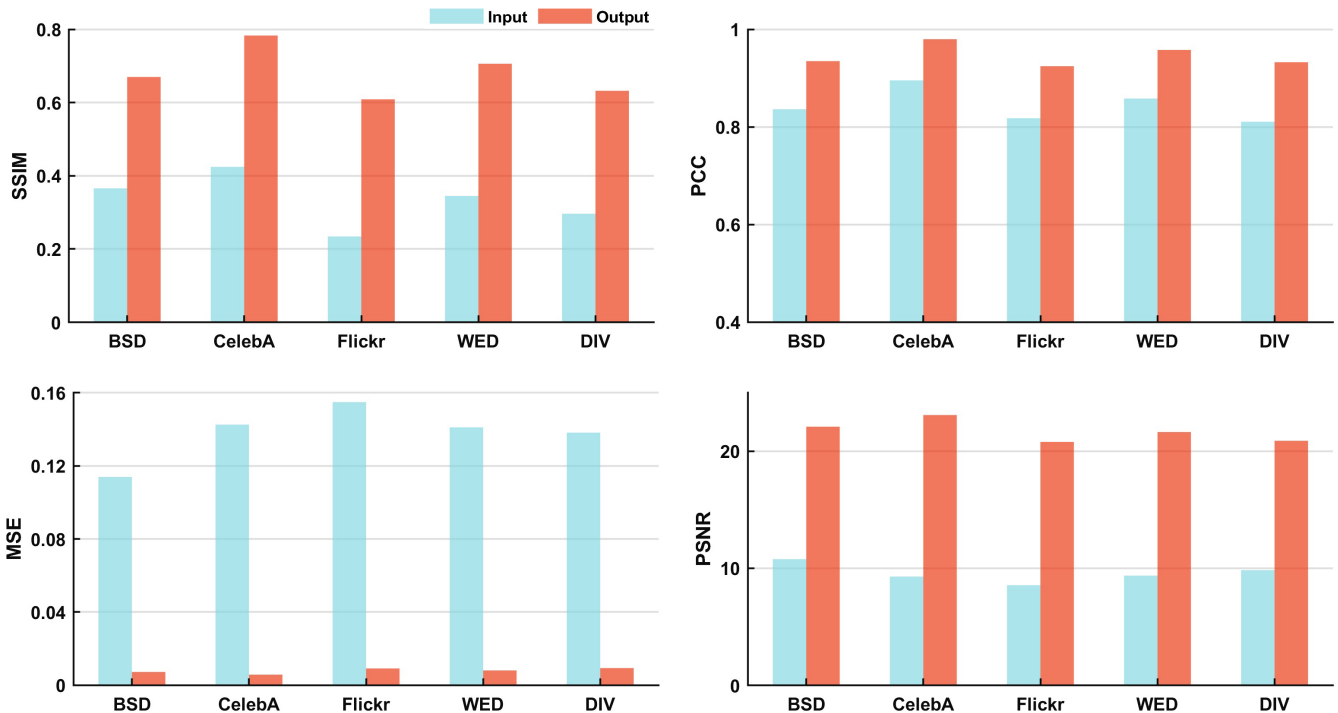 Input Output
SSIM
0.8
0.6
0.4
0.2
0
BSD CelebA Flickr WED DIV
PCC
1
0.8
0.6
0.4
BSD CelebA Flickr WED DIV
MSE
0.16
0.12
0.08
0.04
0
BSD CelebA Flickr WED DIV
PSNR
20
10
0
BSD CelebA Flickr WED DIV